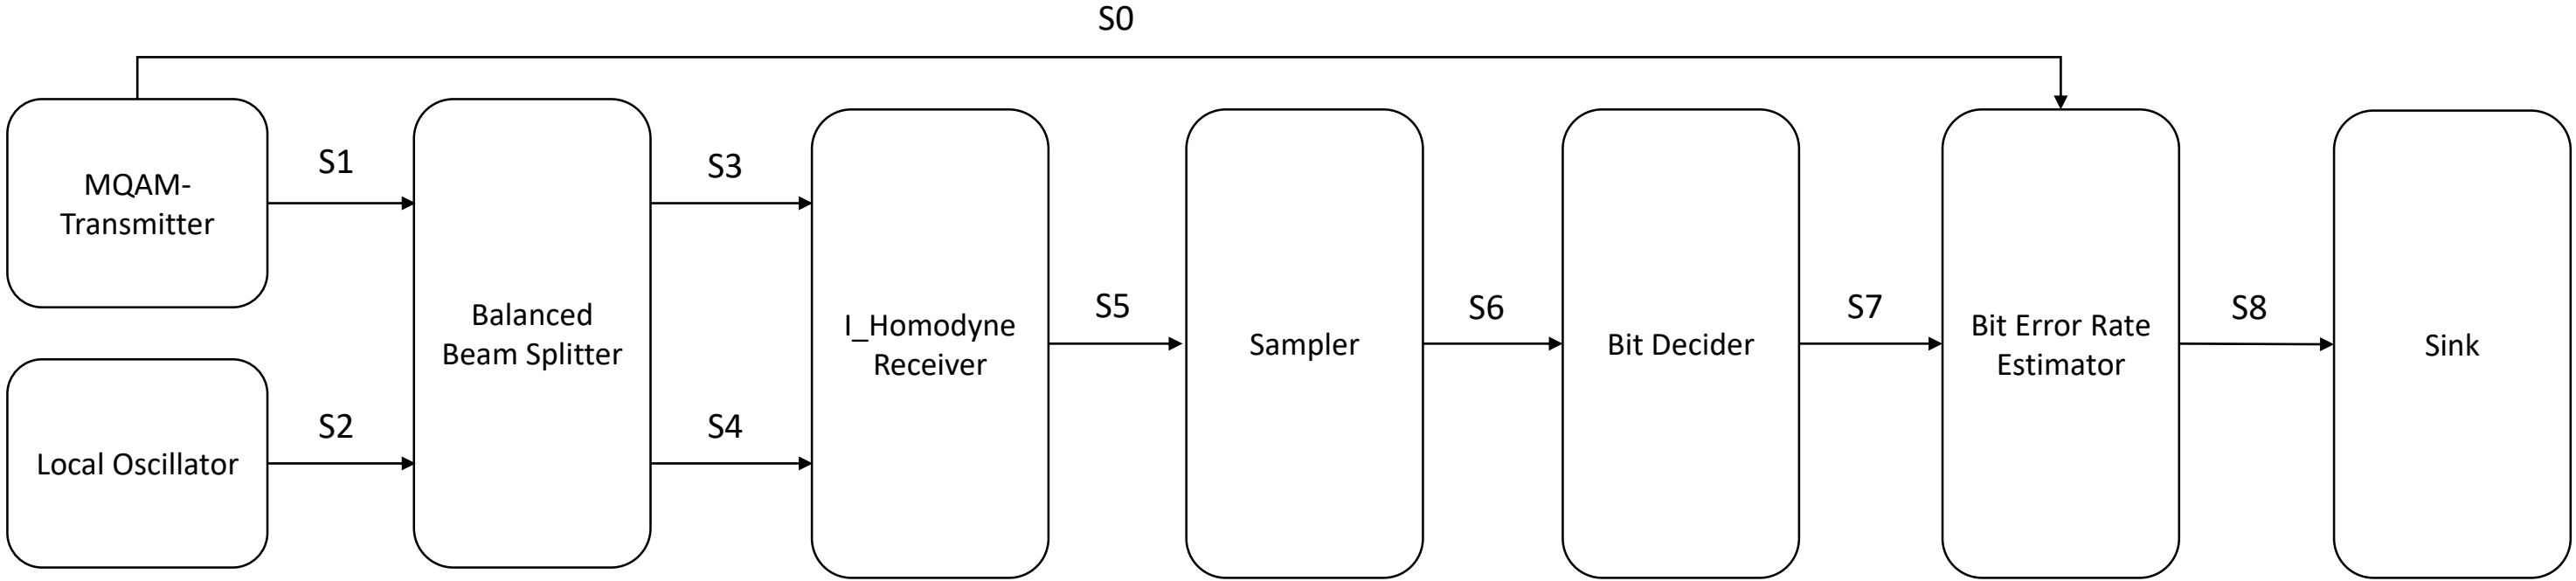 S0
MQAM-
Transmitter
S1
Local Oscillator
S2
Balanced
Beam Splitter
S3
S4
I_Homodyne
Receiver
S5
Sampler
S6
Bit Decider
S7
Bit Error Rate
Estimator
S8
Sink